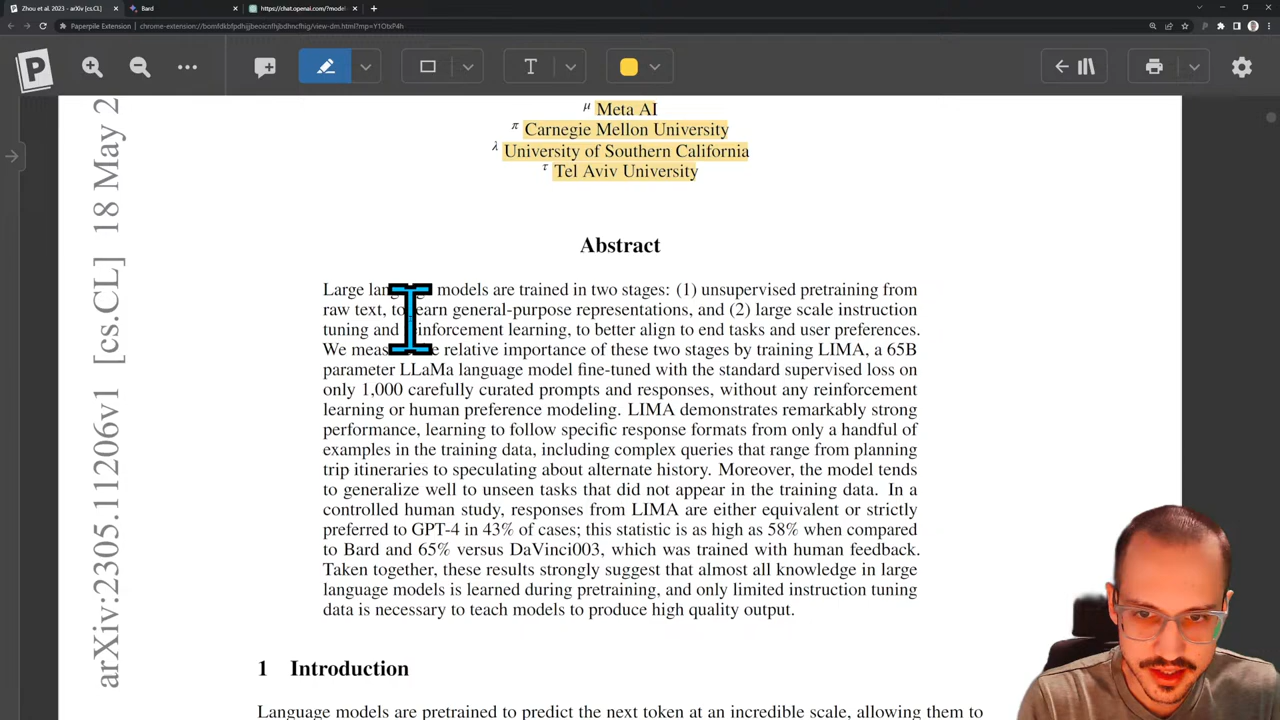 Zhou et al. 2023 - arXiv [cs.CL]
Bard
https://chat.openai.com/?model
Paperpile Extension
chrome-extension://bomfdkbfpdhijjbeoicnfhjbdhncfhig/view-dm.html?mp=Y1OtxP4h
P
T
arXiv:2305.11206v1 [cs.CL] 18 May 2
μ Meta AI
π Carnegie Mellon University
λ University of Southern California
τ Tel Aviv University
Abstract
Large models are trained in two stages: (1) unsupervised pretraining from
raw text, to learn general-purpose representations, and (2) large scale instruction
tuning and reinforcement learning, to better align to end tasks and user preferences.
We relative importance of these two stages by training LIMA, a 65B
parameter LLaMa language model fine-tuned with the standard supervised loss on
only 1,000 carefully curated prompts and responses, without any reinforcement
learning or human preference modeling. LIMA demonstrates remarkably strong
performance, learning to follow specific response formats from only a handful of
examples in the training data, including complex queries that range from planning
trip itineraries to speculating about alternate history. Moreover, the model tends
to generalize well to unseen tasks that did not appear in the training data. In a
controlled human study, responses from LIMA are either equivalent or strictly
preferred to GPT-4 in 43% of cases; this statistic is as high as 58% when compared
to Bard and 65% versus DaVinci003, which was trained with human feedback.
Taken together, these results strongly suggest that almost all knowledge in large
language models is learned during pretraining, and only limited instruction tuning
data is necessary to teach models to produce high quality output.
1 Introduction
Language models are pretrained to predict the next token at an incredible scale, allowing them to